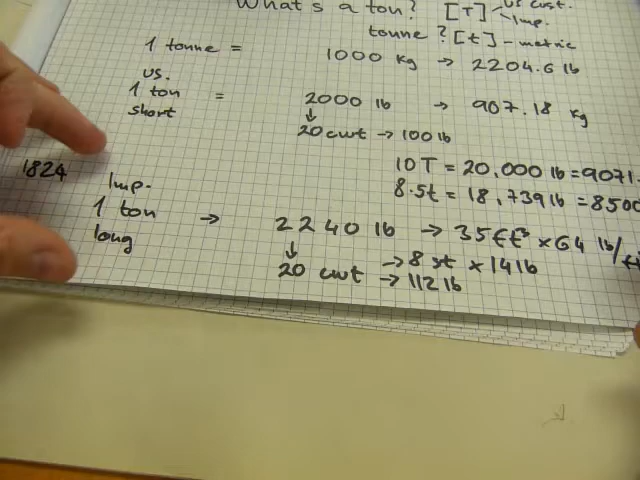 What's a ton? [T] US cust.
Imp.
tonne? [t] - metric
1 tonne = 1000 kg → 2204.6 lb
US.
1 ton = 2000 lb → 907.18 kg
short ↓
20 cwt → 100 lb
10 T = 20,000 lb = 9071.
8.5t = 18,739 lb = 8500
1824 Imp.
1 ton → 2240 lb → 35 ft³ × 64 lb/ft
long ↓ → 8 st × 14 lb
20 cwt → 112 lb